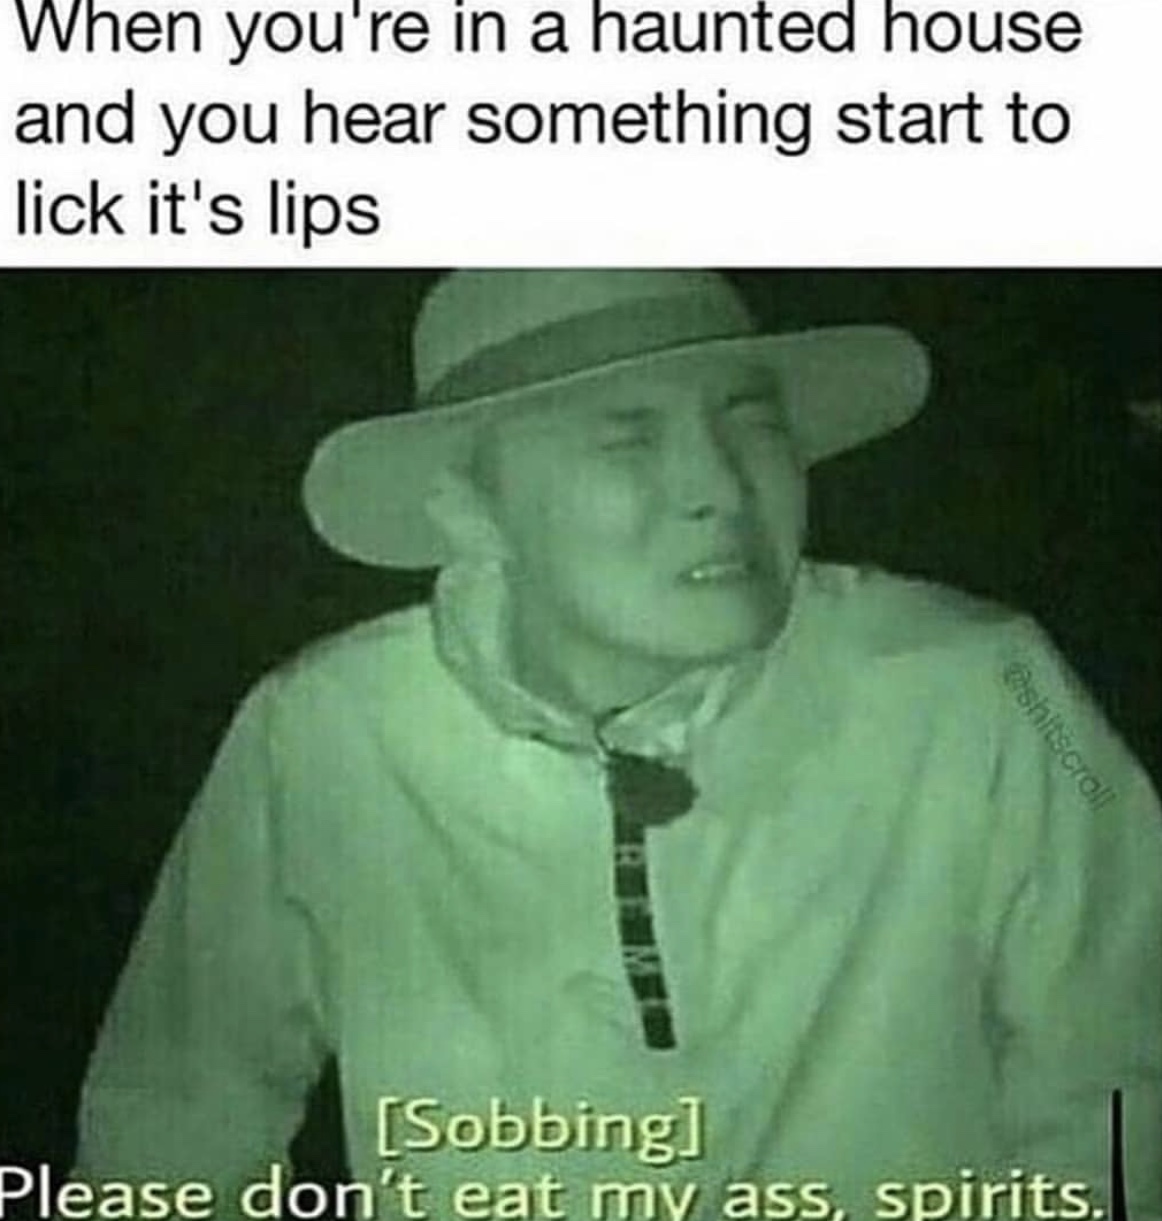 When you're in a haunted house
and you hear something start to
lick it's lips
@shitscroll
[Sobbing]
Please don't eat my ass, spirits.